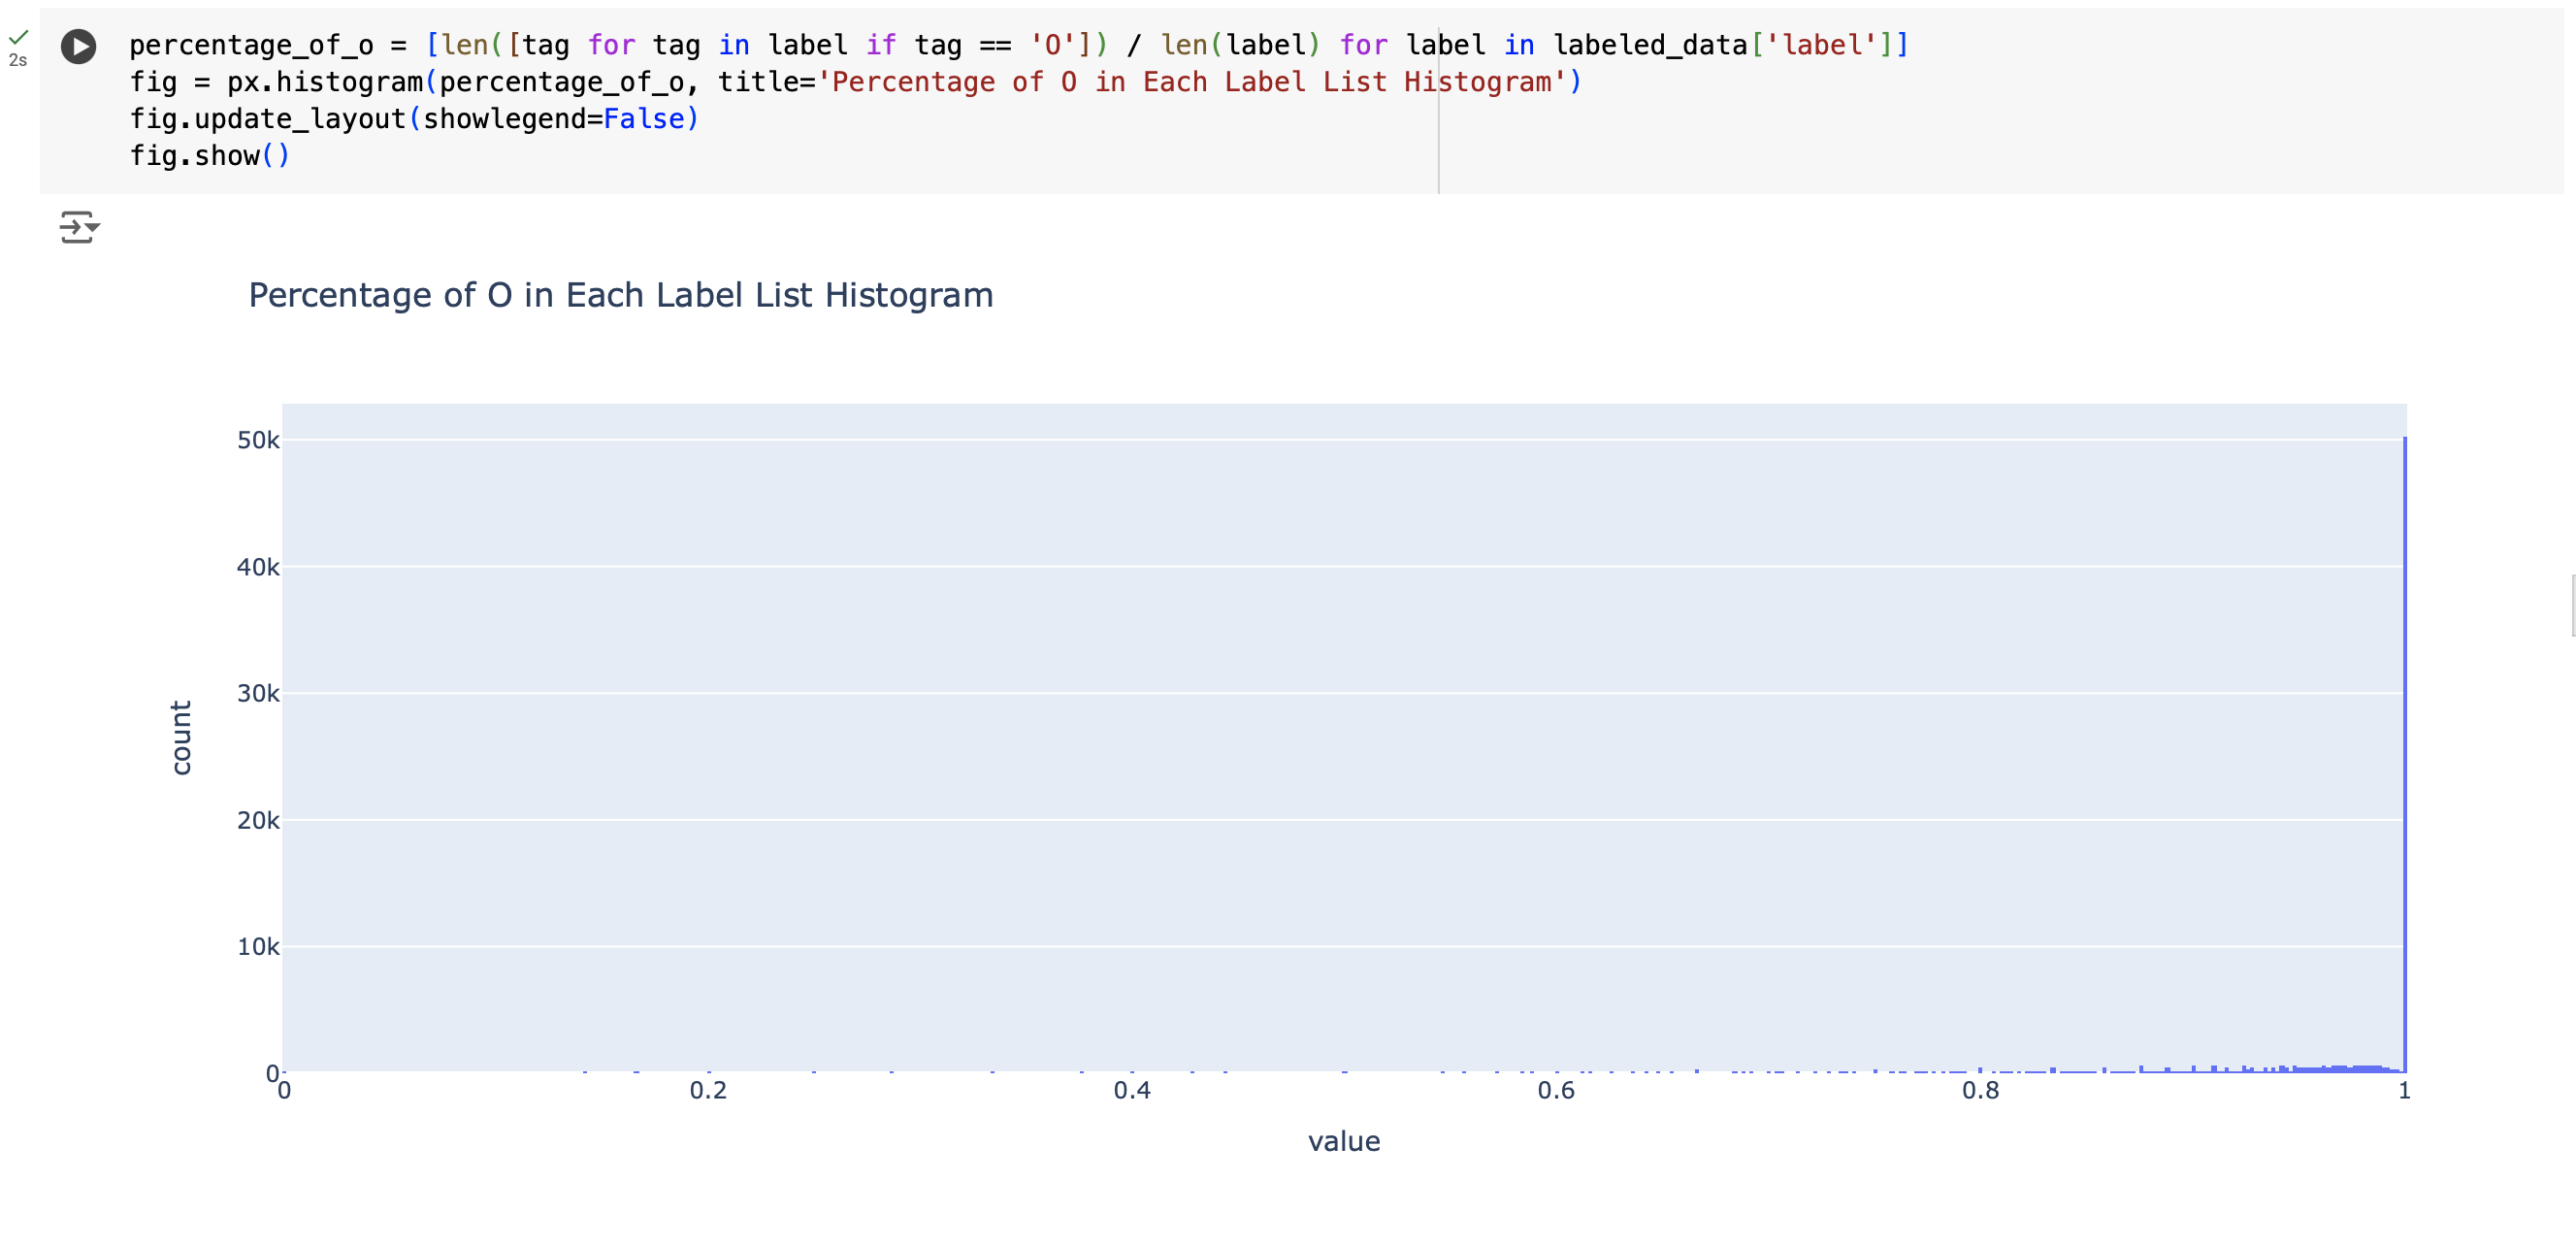 percentage_of_o = [len([tag for tag in label if tag == 'O']) / len(label) for label in labeled_data['label']]
fig = px.histogram(percentage_of_o, title='Percentage of O in Each Label List Histogram')
fig.update_layout(showlegend=False)
fig.show()
2s
Percentage of O in Each Label List Histogram
50k
40k
30k
20k
10k
0
count
0 0.2 0.4 0.6 0.8 1
value